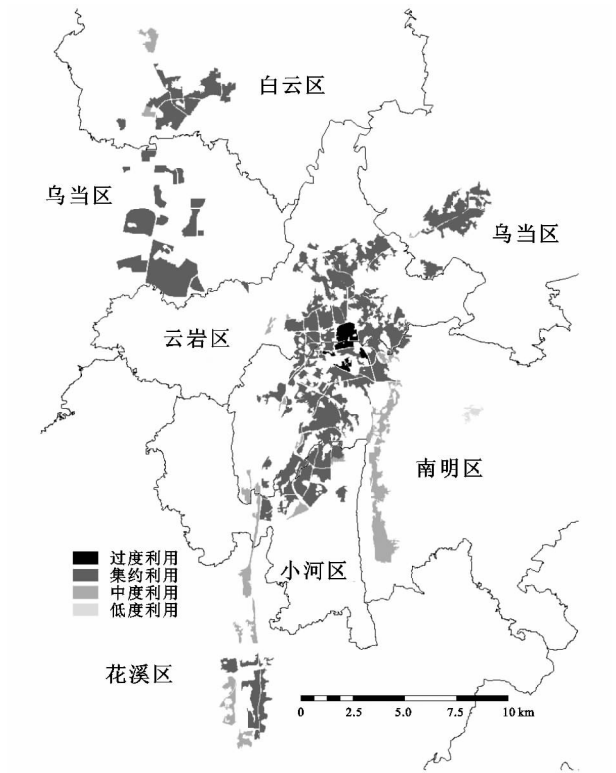 白云区
乌当区
乌当区
云岩区
南明区
小河区
过度利用
集约利用
中度利用
低度利用
花溪区
0 2.5 5.0 7.5 10 km